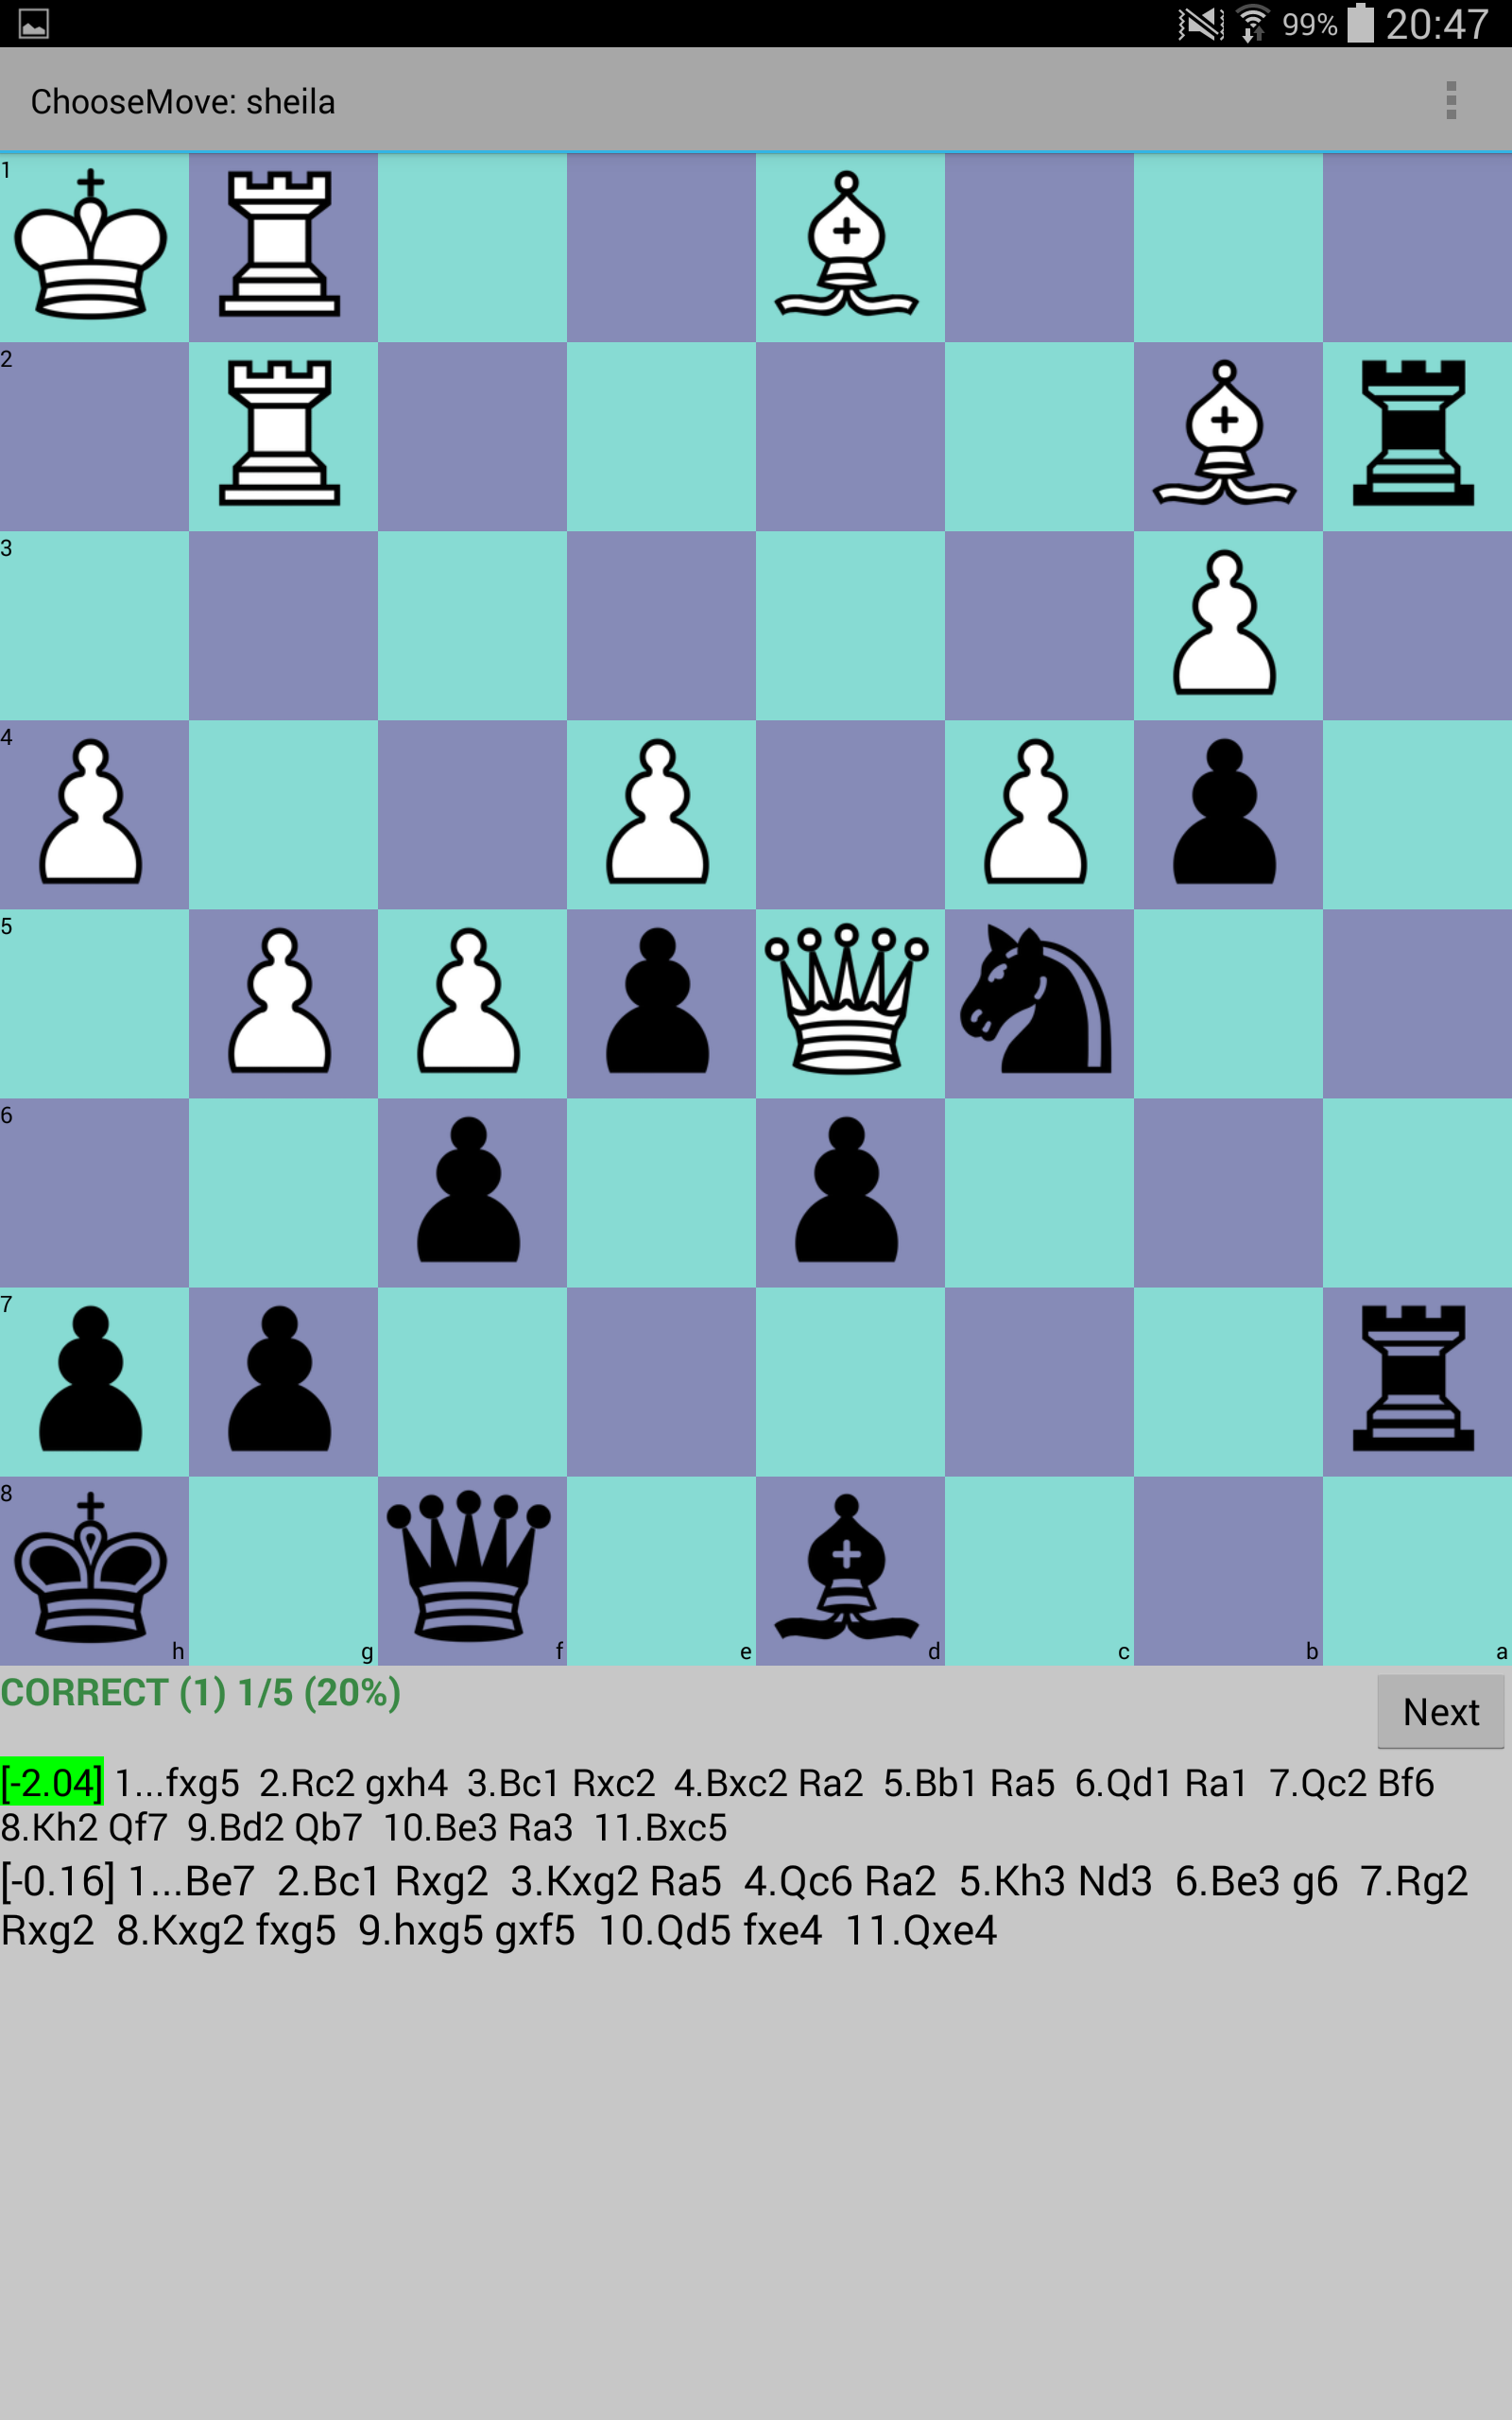 99% 20:47
ChooseMove: sheila
1
2
3
4
5
6
7
8
h g f e d c b a
CORRECT (1) 1/5 (20%)
Next
[-2.04] 1...fxg5 2.Rc2 gxh4 3.Bc1 Rxc2 4.Bxc2 Ra2 5.Bb1 Ra5 6.Qd1 Ra1 7.Qc2 Bf6
8.Kh2 Qf7 9.Bd2 Qb7 10.Be3 Ra3 11.Bxc5
[-0.16] 1...Be7 2.Bc1 Rxg2 3.Kxg2 Ra5 4.Qc6 Ra2 5.Kh3 Nd3 6.Be3 g6 7.Rg2
Rxg2 8.Kxg2 fxg5 9.hxg5 gxf5 10.Qd5 fxe4 11.Qxe4